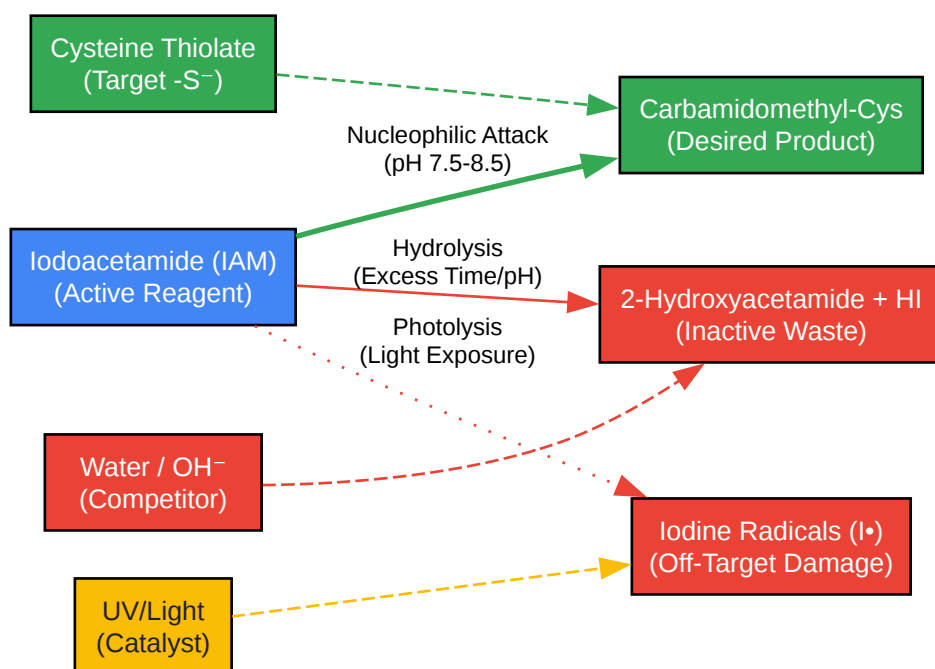 Cysteine Thiolate
(Target -S⁻)
Carbamidomethyl-Cys
(Desired Product)
Nucleophilic Attack
(pH 7.5-8.5)
Iodoacetamide (IAM)
(Active Reagent)
Hydrolysis
(Excess Time/pH)
2-Hydroxyacetamide + HI
(Inactive Waste)
Photolysis
(Light Exposure)
Water / OH⁻
(Competitor)
Iodine Radicals (I•)
(Off-Target Damage)
UV/Light
(Catalyst)